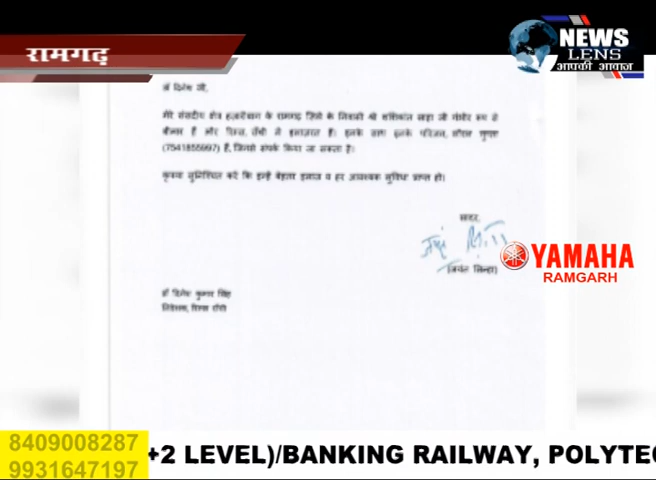 रामगढ़
NEWS
LENS
आपकी आवाज
मेरे संसदीय क्षेत्र हजारीबाग के रामगढ़ जिले के निवासी श्री शशिकांत साहा जी गंभीर रूप से
बीमार हैं और रिम्स, राँची में इलाजरत हैं। इनके साथ इनके परिजन, सौरभ गुप्ता
(7541855997) हैं, जिनसे संपर्क किया जा सकता है।
कृपया सुनिश्चित करें कि इन्हें बेहतर इलाज व हर आवश्यक सुविधा प्राप्त हो।
सादर,
(जयंत सिन्हा)
YAMAHA
RAMGARH
डॉ दिनेश कुमार सिंह
निदेशक, रिम्स राँची
8409008287
9931647197
+2 LEVEL)/BANKING RAILWAY, POLYTEC